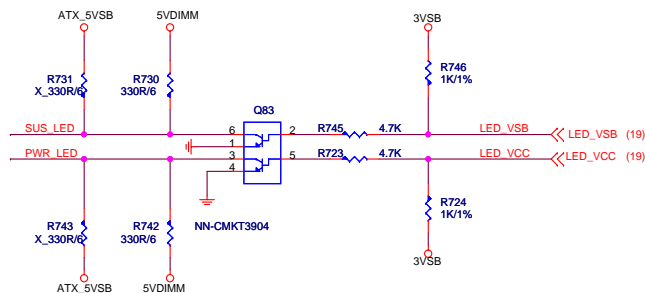 ATX_5VSB 5VDIMM 3VSB
R731
X_330R/6
R730
330R/6
R746
1K/1%
Q83
SUS_LED 6 2 R745 4.7K LED_VSB LED_VSB (19)
1
PWR_LED 3 5 R723 4.7K LED_VCC LED_VCC (19)
4
R743
X_330R/6
R742
330R/6
NN-CMKT3904
R724
1K/1%
ATX_5VSB 5VDIMM 3VSB